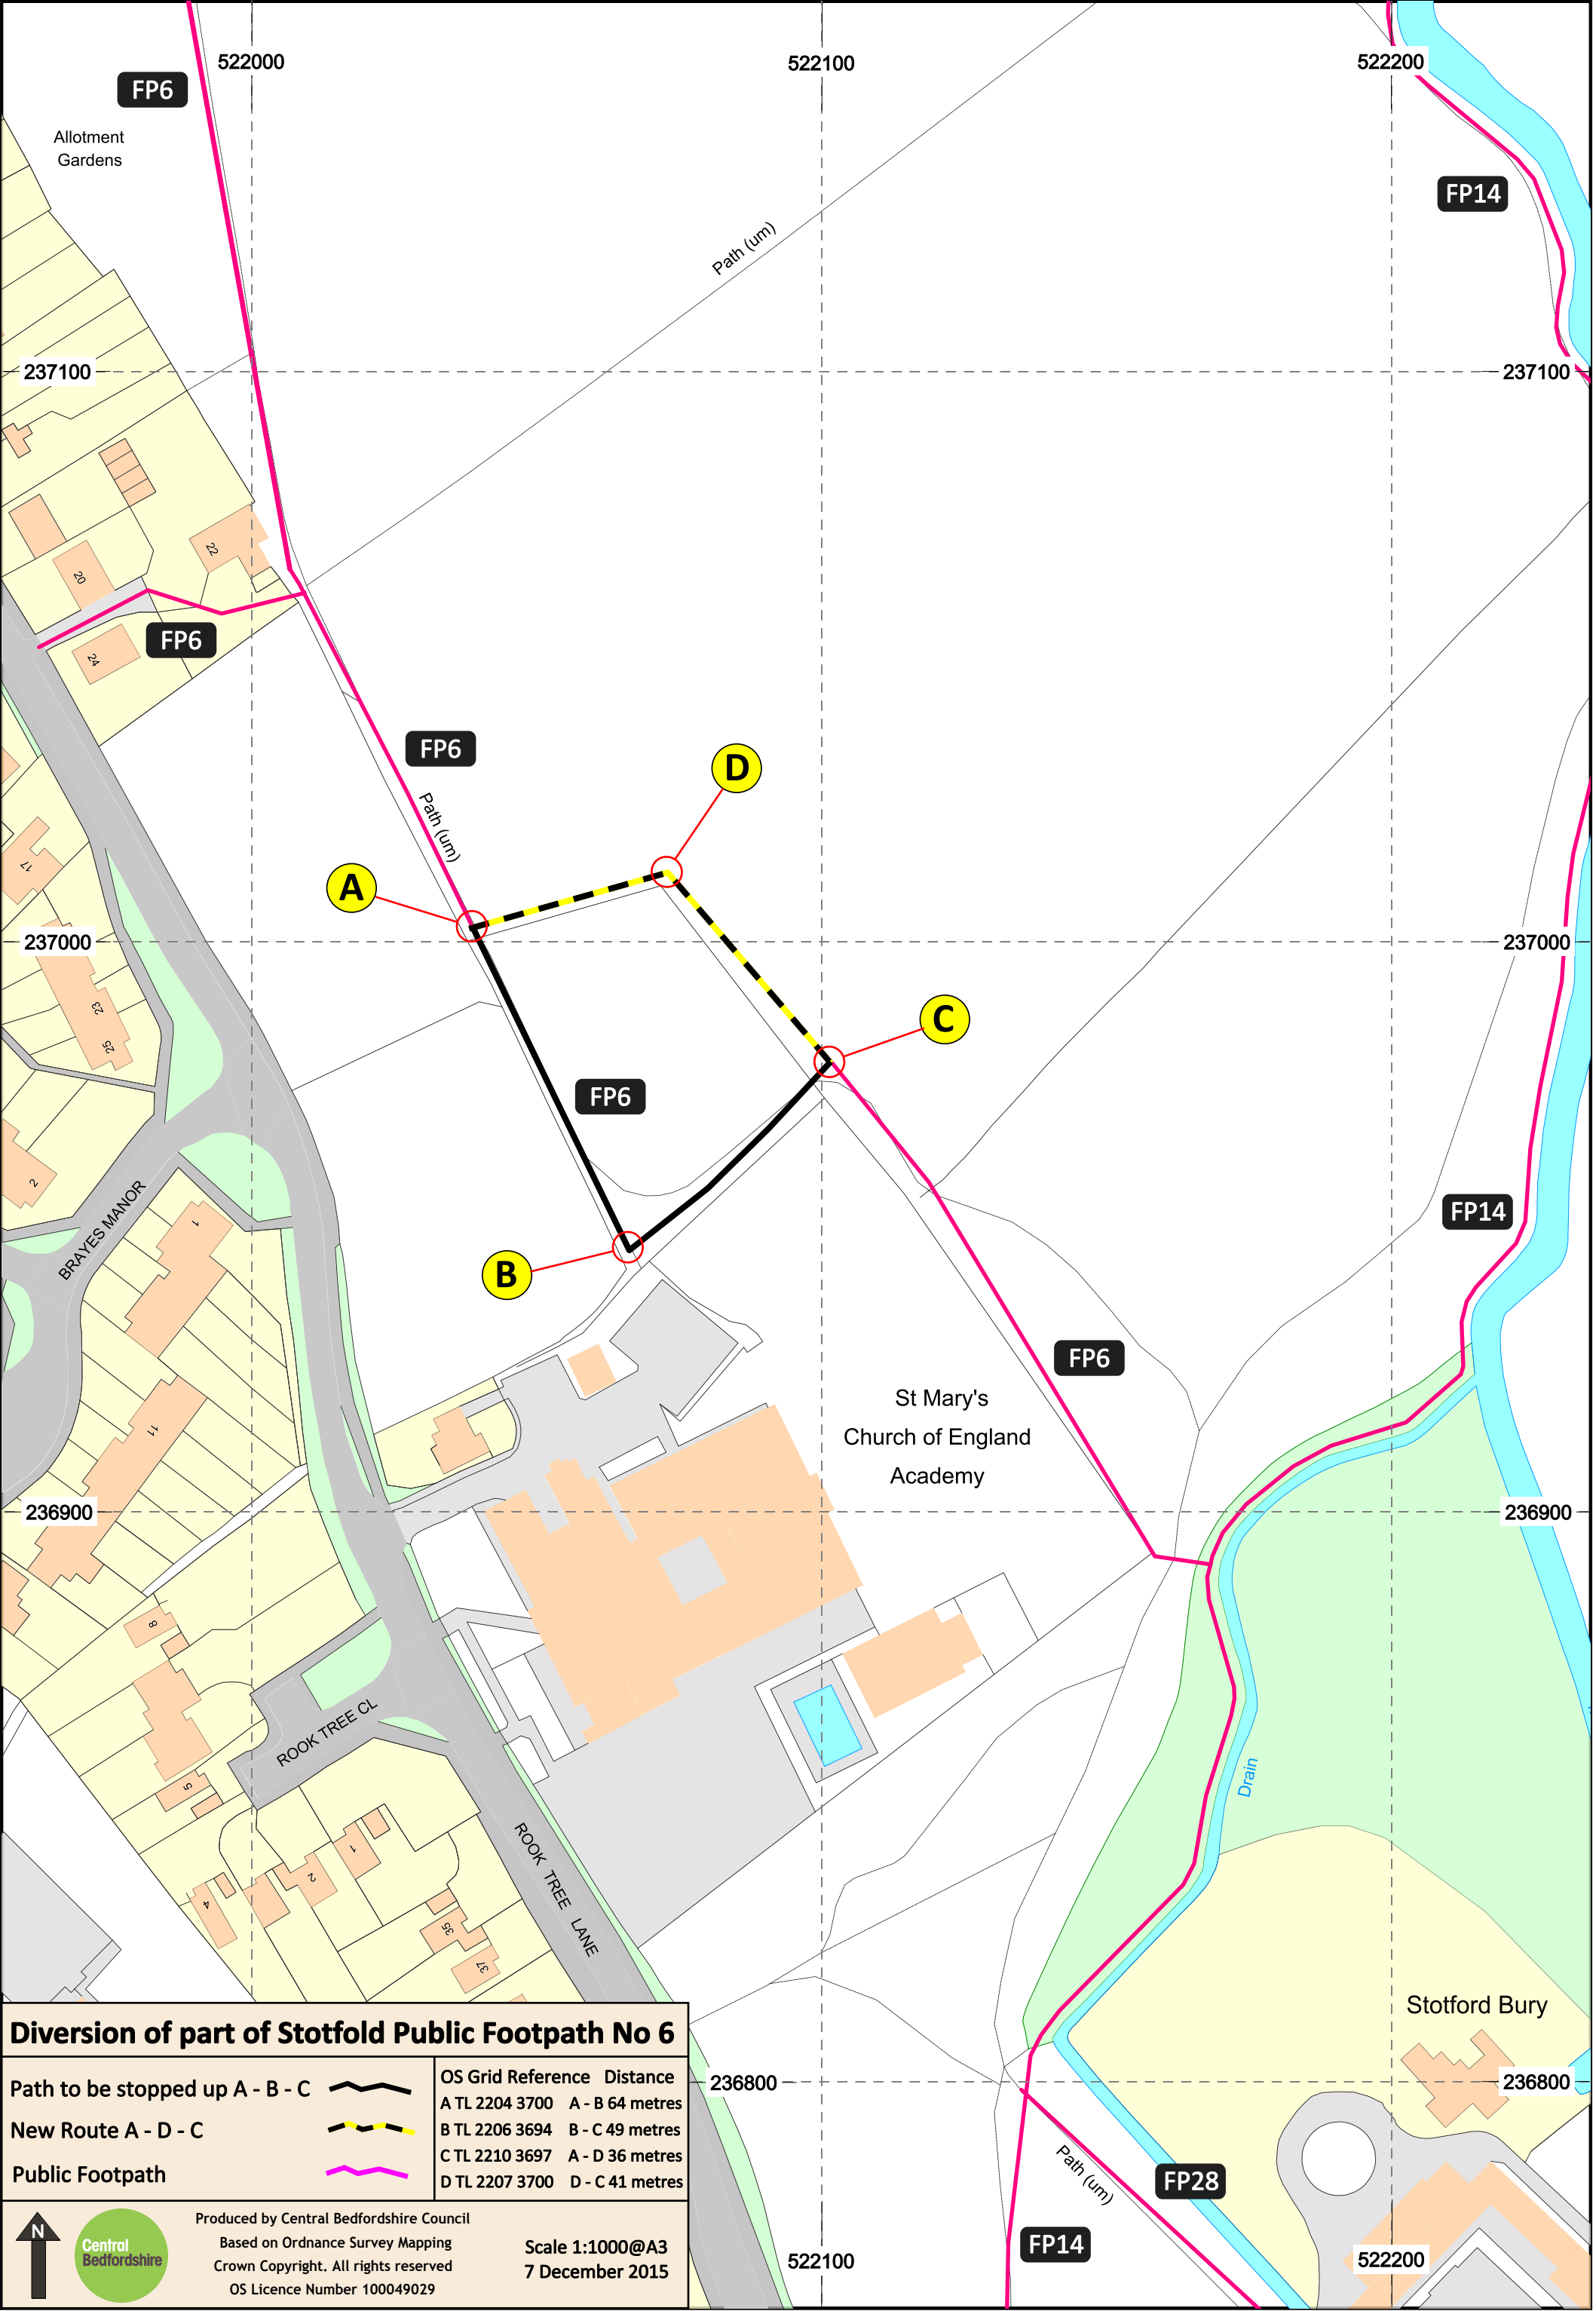 522000
522100
522200
FP6
Allotment
Gardens
FP14
Path (um)
237100
237100
22
20
FP6
24
FP6
D
Path (um)
17
A
237000
237000
23
C
25
FP6
2
BRAYES MANOR
1
FP14
B
FP6
St Mary's
Church of England
Academy
11
236900
236900
8
ROOK TREE CL
Drain
5
1
2
4
ROOK TREE LANE
35
37
Stotford Bury
Diversion of part of Stotfold Public Footpath No 6
Path to be stopped up A - B - C
New Route A - D - C
Public Footpath
OS Grid Reference Distance
A TL 2204 3700 A - B 64 metres
B TL 2206 3694 B - C 49 metres
C TL 2210 3697 A - D 36 metres
D TL 2207 3700 D - C 41 metres
236800
236800
Path (um)
FP28
FP14
N
Central
Bedfordshire
Produced by Central Bedfordshire Council
Based on Ordnance Survey Mapping
Crown Copyright. All rights reserved
OS Licence Number 100049029
Scale 1:1000@A3
7 December 2015
522100
522200